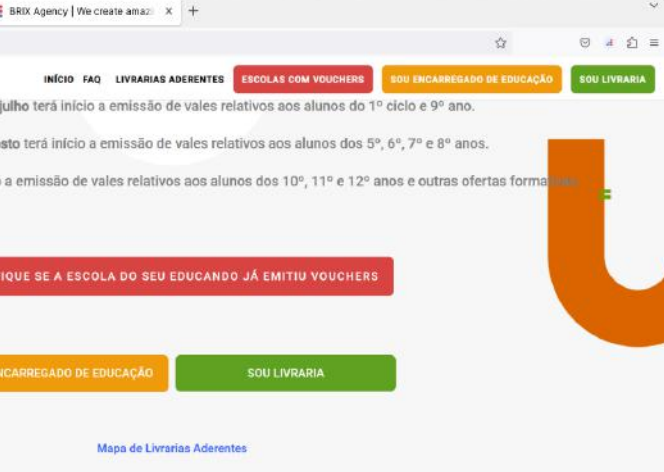 BRIX Agency | We create amaz
INÍCIO FAQ LIVRARIAS ADERENTES ESCOLAS COM VOUCHERS SOU ENCARREGADO DE EDUCAÇÃO SOU LIVRARIA
julho terá início a emissão de vales relativos aos alunos do 1º ciclo e 9º ano.
sto terá início a emissão de vales relativos aos alunos dos 5º, 6º, 7º e 8º anos.
a emissão de vales relativos aos alunos dos 10º, 11º e 12º anos e outras ofertas
IQUE SE A ESCOLA DO SEU EDUCANDO JÁ EMITIU VOUCHERS
NCARREGADO DE EDUCAÇÃO SOU LIVRARIA
Mapa de Livrarias Aderentes